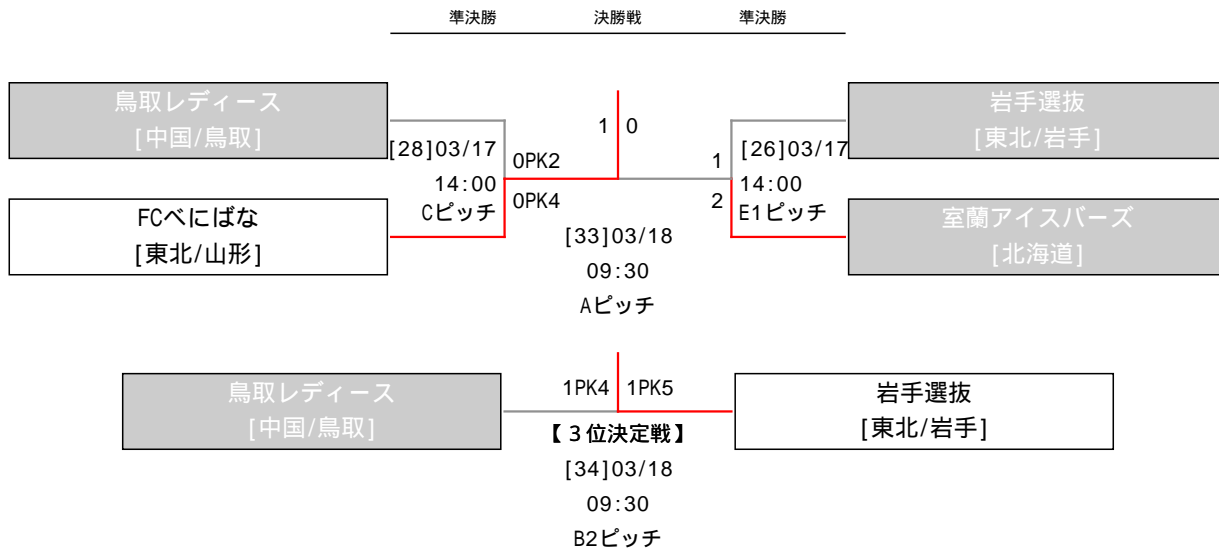 準決勝 決勝戦 準決勝
鳥取レディース
[中国/鳥取]
岩手選抜
[東北/岩手]
1 0
[28]03/17
14:00
Cピッチ
0PK2
0PK4
1
2
[26]03/17
14:00
E1ピッチ
FCべにばな
[東北/山形]
室蘭アイスバーズ
[北海道]
[33]03/18
09:30
Aピッチ
鳥取レディース
[中国/鳥取]
1PK4 1PK5
岩手選抜
[東北/岩手]
【３位決定戦】
[34]03/18
09:30
B2ピッチ